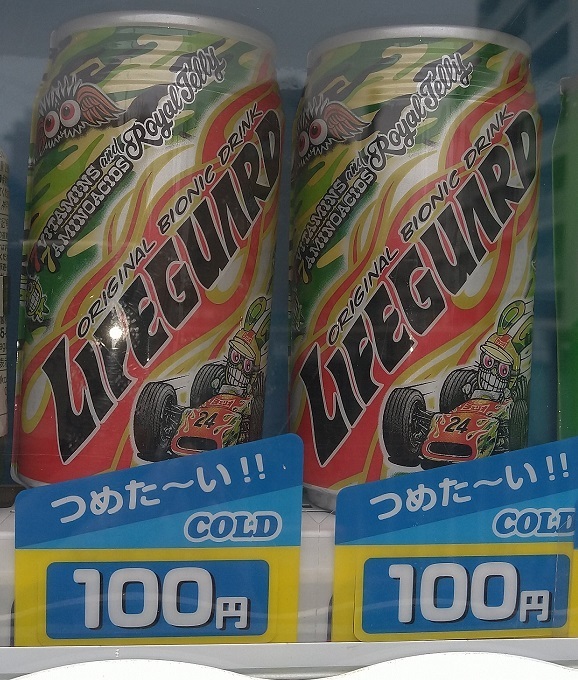 VITAMINS and
AMINOACIDS Royal Jelly
ORIGINAL BIONIC DRINK
LIFEGUARD
24
つめた〜い!!
COLD
100円
VITAMINS and
AMINOACIDS Royal Jelly
ORIGINAL BIONIC DRINK
LIFEGUARD
24
つめた〜い!!
COLD
100円